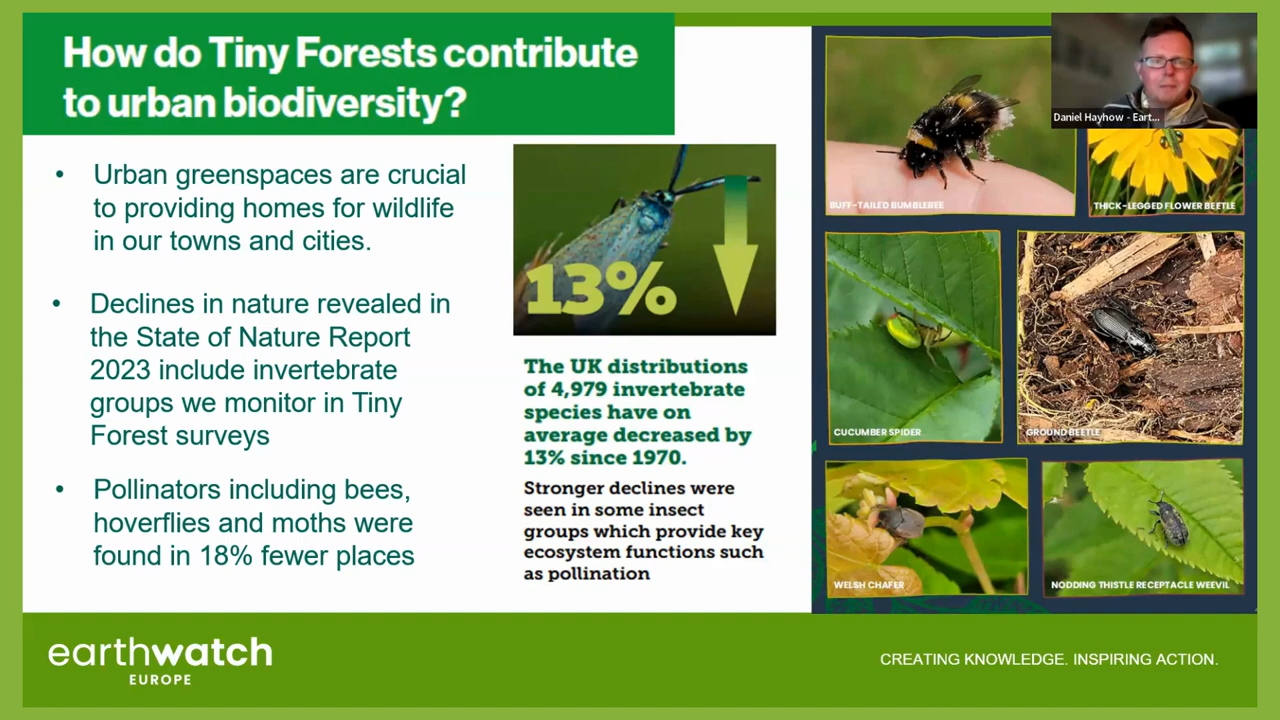 How do Tiny Forests contribute
to urban biodiversity?
• Urban greenspaces are crucial
to providing homes for wildlife
in our towns and cities.
• Declines in nature revealed in
the State of Nature Report
2023 include invertebrate
groups we monitor in Tiny
Forest surveys
• Pollinators including bees,
hoverflies and moths were
found in 18% fewer places
13%
The UK distributions
of 4,979 invertebrate
species have on
average decreased by
13% since 1970.
Stronger declines were
seen in some insect
groups which provide key
ecosystem functions such
as pollination
Daniel Hayhow - Eart...
BUFF-TAILED BUMBLEBEE
THICK-LEGGED FLOWER BEETLE
CUCUMBER SPIDER
GROUND BEETLE
WELSH CHAFER
NODDING THISTLE RECEPTACLE WEEVIL
earthwatch
EUROPE
CREATING KNOWLEDGE. INSPIRING ACTION.